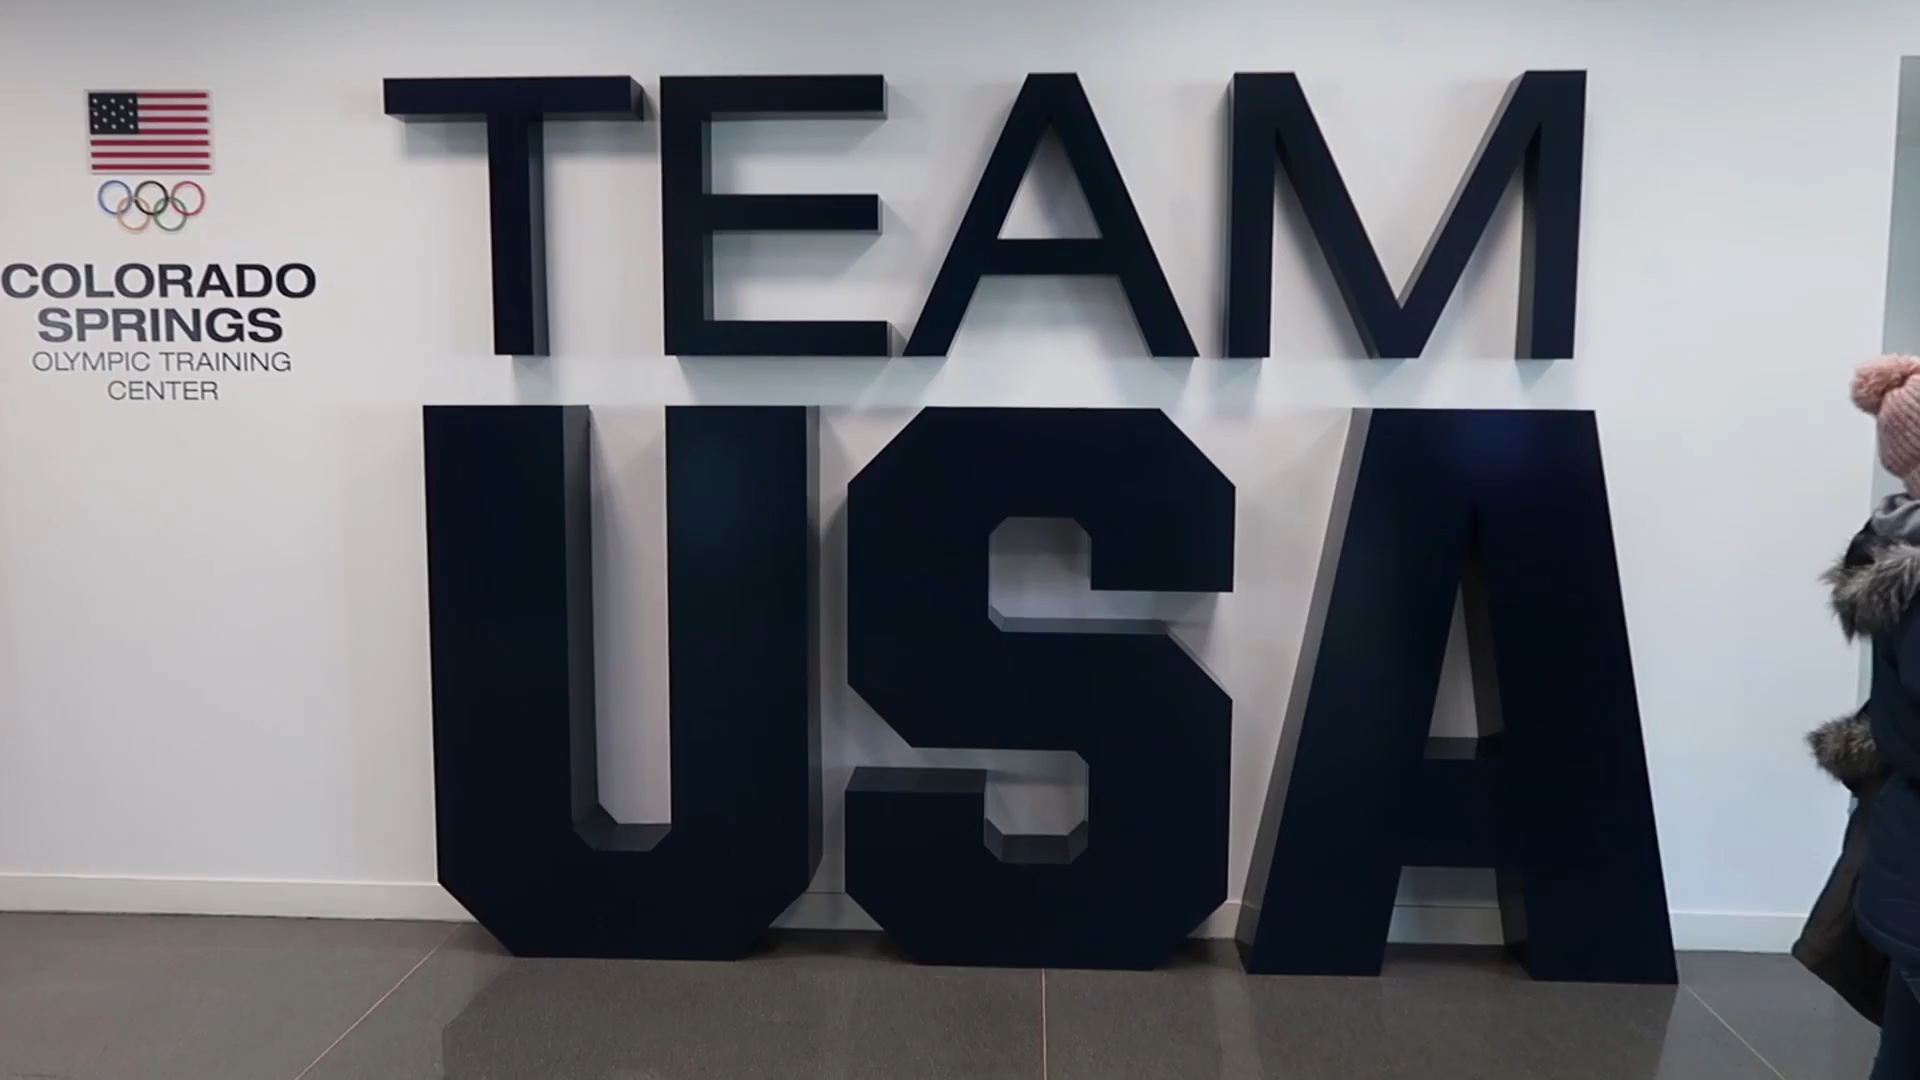 COLORADO
SPRINGS
OLYMPIC TRAINING
CENTER
TEAM
USA